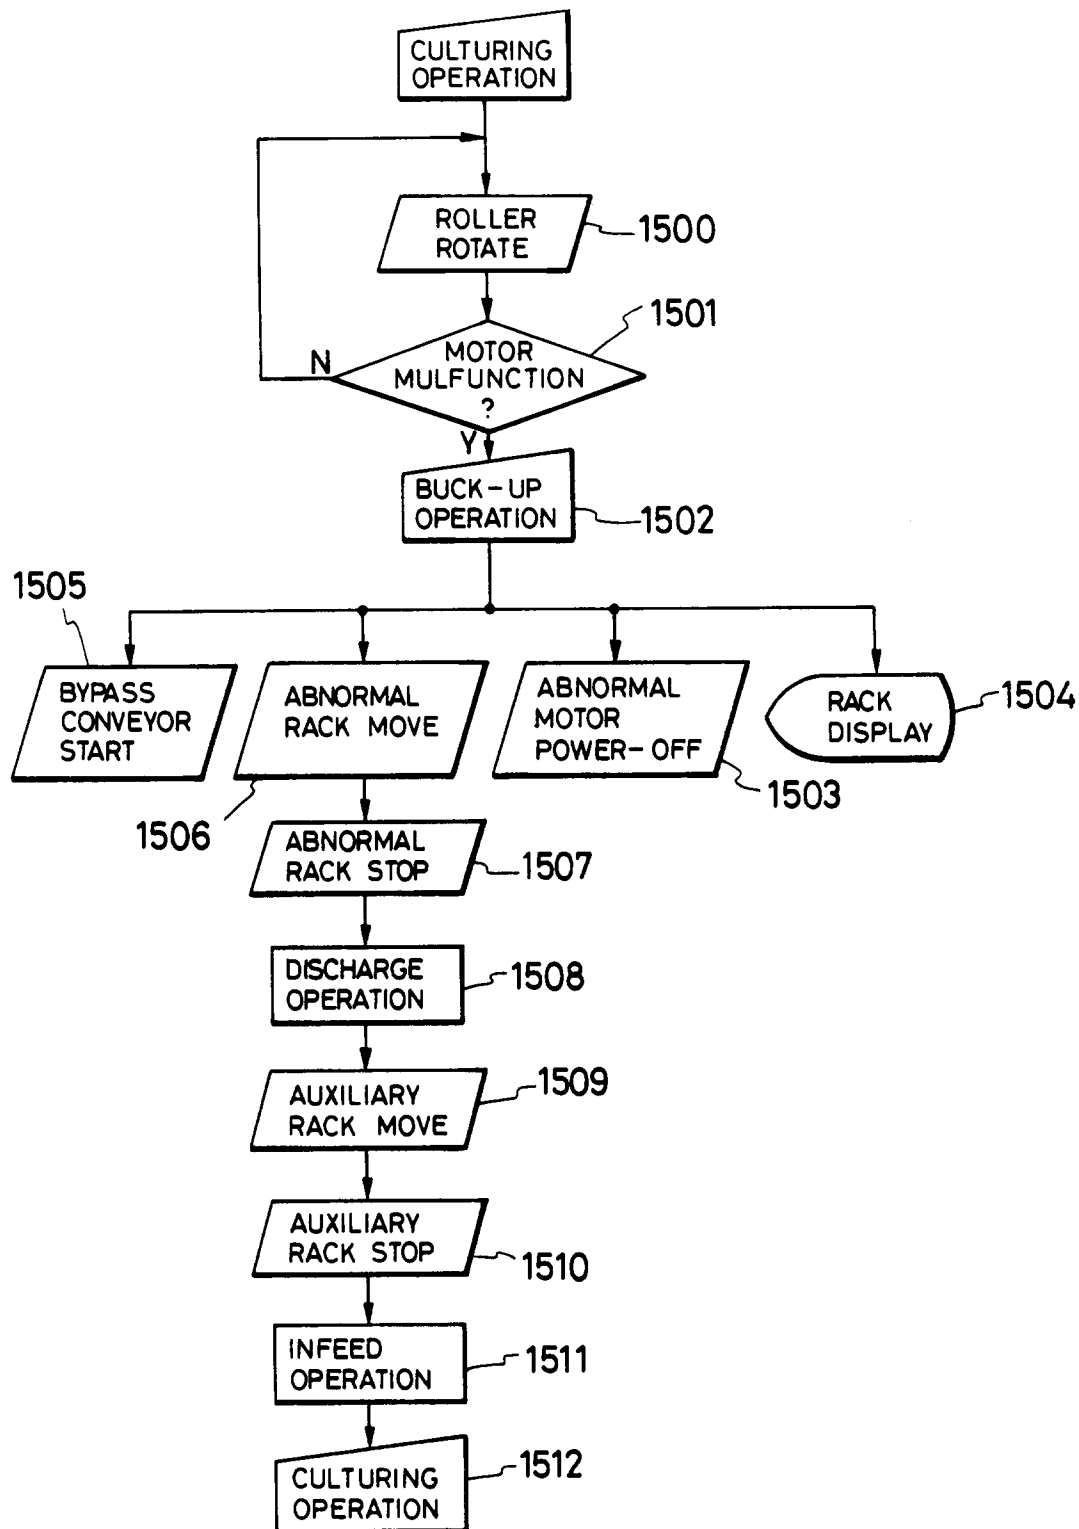 CULTURING
OPERATION
ROLLER
ROTATE
1500
1501
MOTOR
MULFUNCTION
?
N
Y
BUCK-UP
OPERATION
1502
1505
BYPASS
CONVEYOR
START
ABNORMAL
RACK MOVE
ABNORMAL
MOTOR
POWER-OFF
RACK
DISPLAY
1504
1503
1506
ABNORMAL
RACK STOP
1507
DISCHARGE
OPERATION
1508
AUXILIARY
RACK MOVE
1509
AUXILIARY
RACK STOP
1510
INFEED
OPERATION
1511
CULTURING
OPERATION
1512